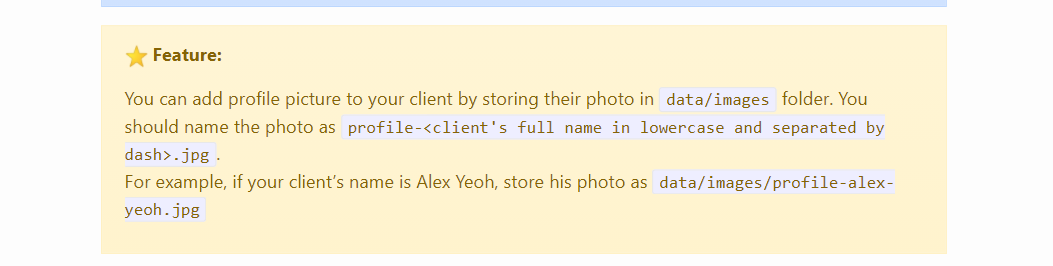 Feature:
You can add profile picture to your client by storing their photo in data/images folder. You
should name the photo as profile-<client's full name in lowercase and separated by
dash>.jpg.
For example, if your client’s name is Alex Yeoh, store his photo as data/images/profile-alex-
yeoh.jpg